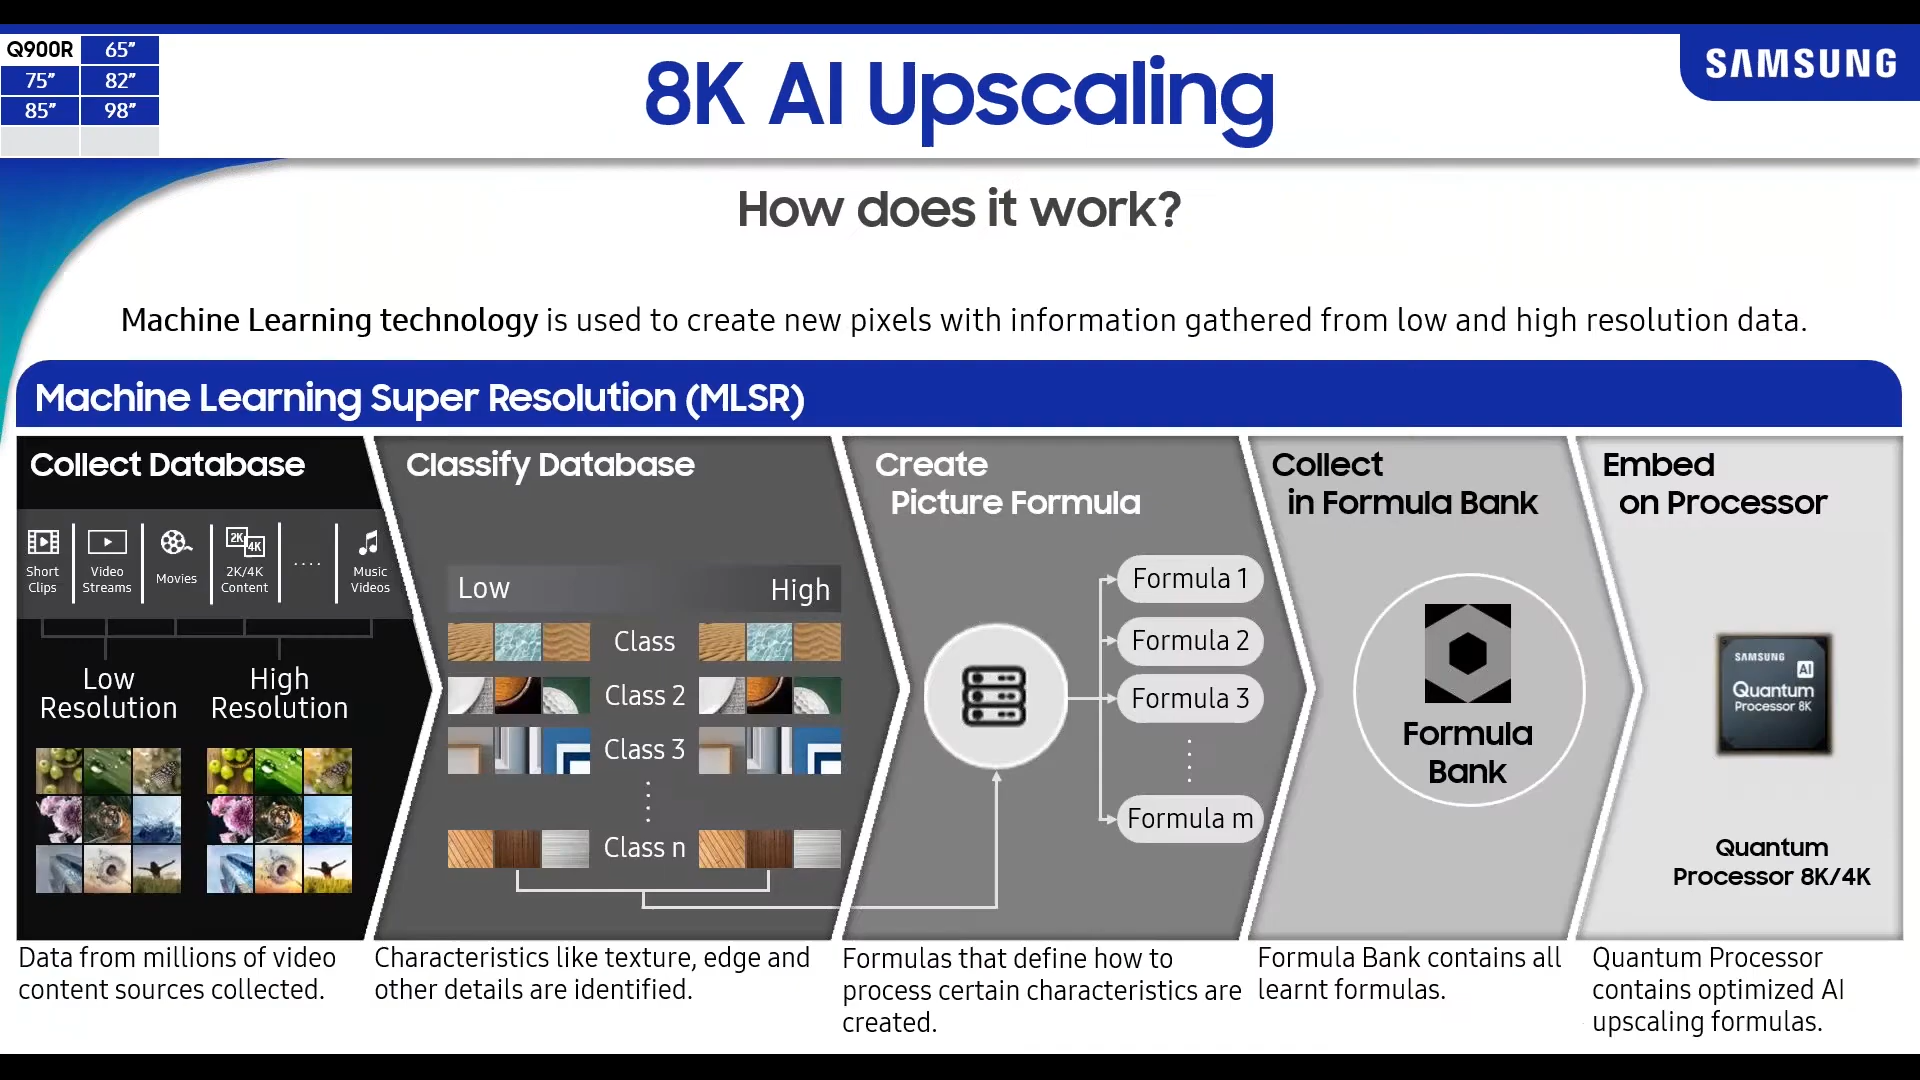 Q900R 65”
75” 82”
85” 98”
8K AI Upscaling
SAMSUNG
How does it work?
Machine Learning technology is used to create new pixels with information gathered from low and high resolution data.
Machine Learning Super Resolution (MLSR)
Collect Database
Short
Clips
Video
Streams
Movies
2K
4K
2K/4K
Content
....
Music
Videos
Low
Resolution
High
Resolution
Data from millions of video
content sources collected.
Classify Database
Low High
Class
Class 2
Class 3
Class n
Characteristics like texture, edge and
other details are identified.
Create
Picture Formula
Formula 1
Formula 2
Formula 3
Formula m
Formulas that define how to
process certain characteristics are
created.
Collect
in Formula Bank
Formula
Bank
Formula Bank contains all
learnt formulas.
Embed
on Processor
SAMSUNG
AI
Quantum
Processor 8K
Quantum
Processor 8K/4K
Quantum Processor
contains optimized AI
upscaling formulas.